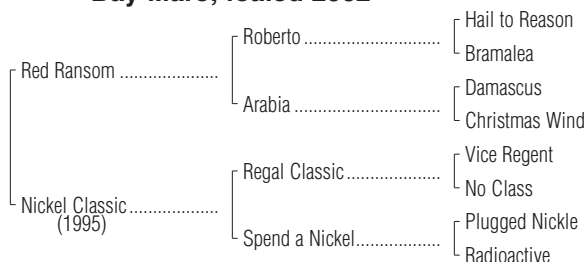 Bay Mare; foaled 2002
Hail to Reason
Roberto
Bramalea
Red Ransom
Damascus
Arabia
Christmas Wind
Vice Regent
Regal Classic
No Class
Nickel Classic
(1995)
Plugged Nickle
Spend a Nickel
Radioactive